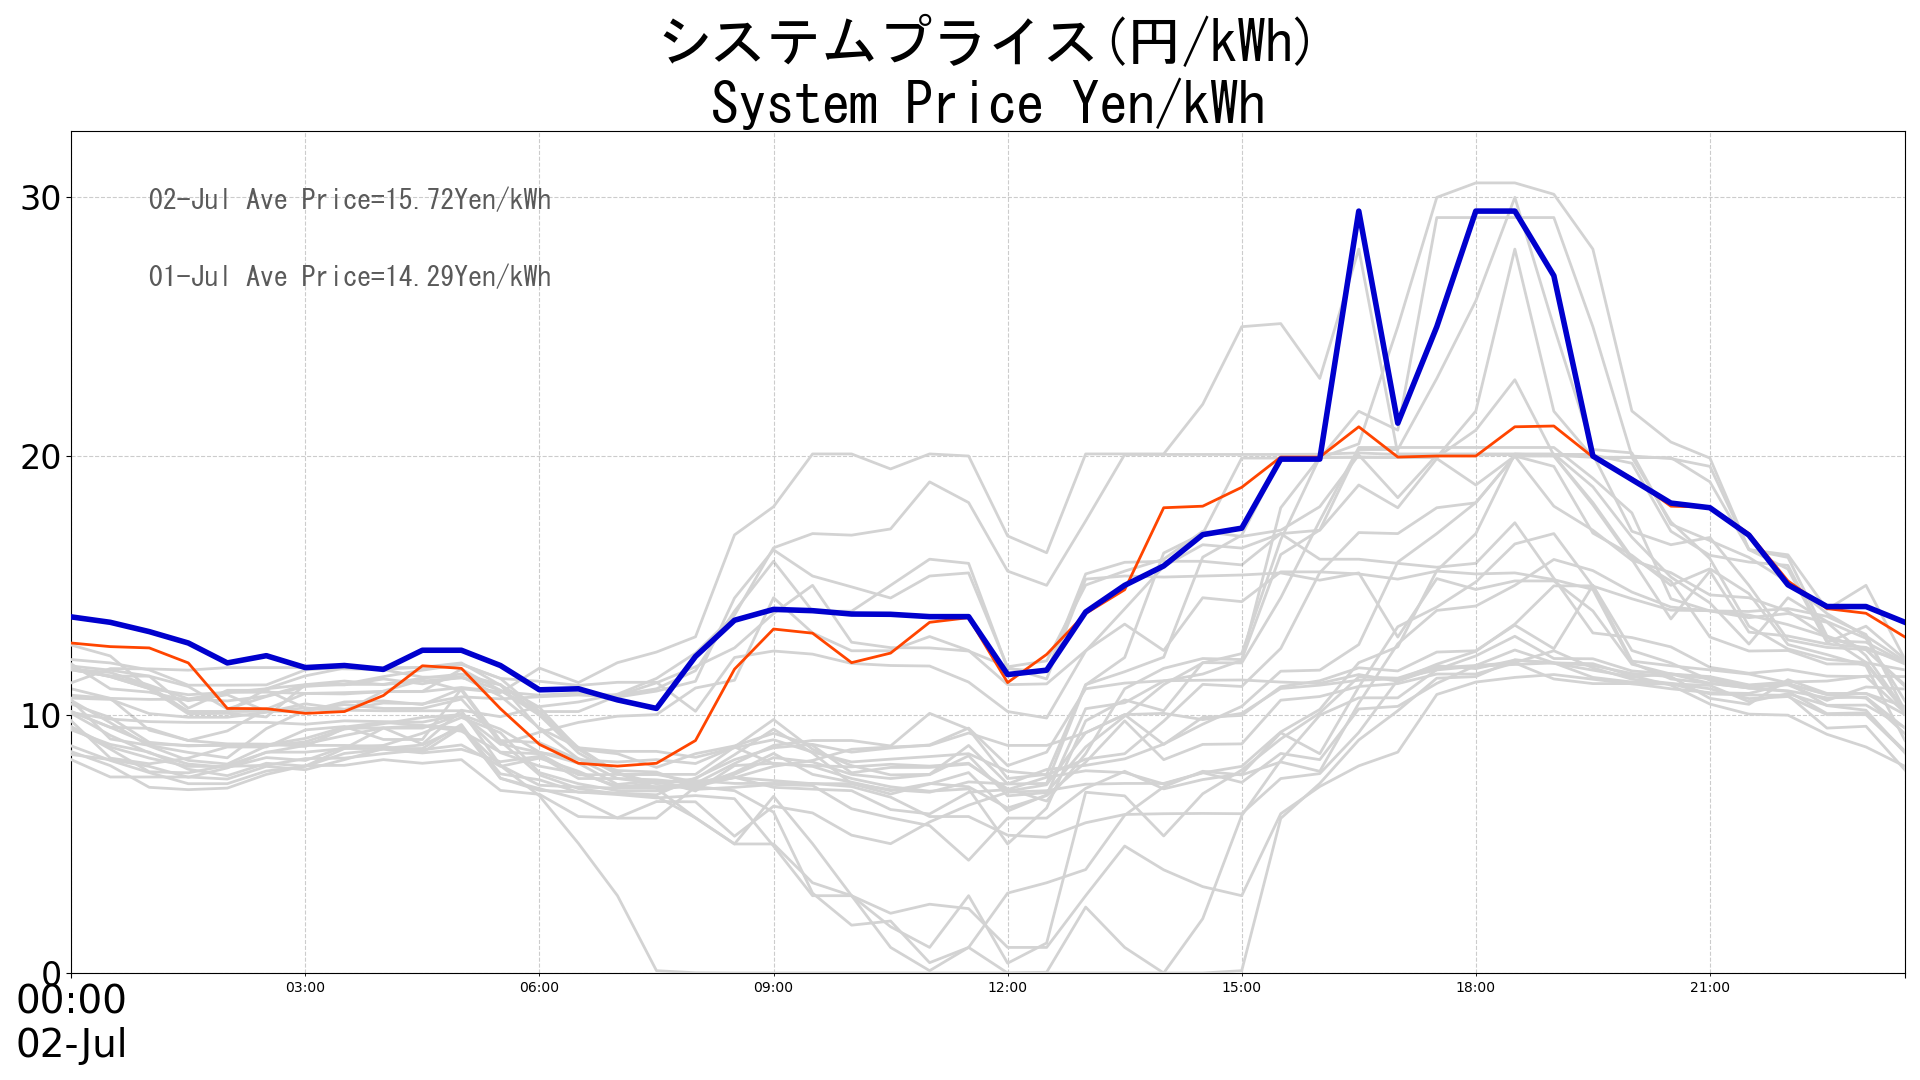 システムプライス(円/kWh)
System Price Yen/kWh
30
02-Jul Ave Price=15.72Yen/kWh
01-Jul Ave Price=14.29Yen/kWh
20
10
0
00:00 03:00 06:00 09:00 12:00 15:00 18:00 21:00
02-Jul